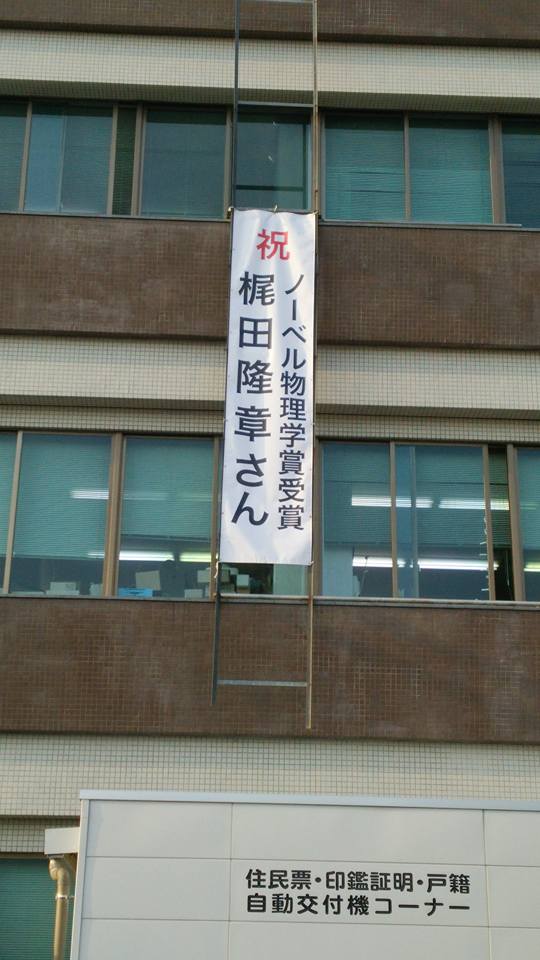 祝
ノーベル物理学賞受賞
梶田隆章さん
住民票・印鑑証明・戸籍
自動交付機コーナー